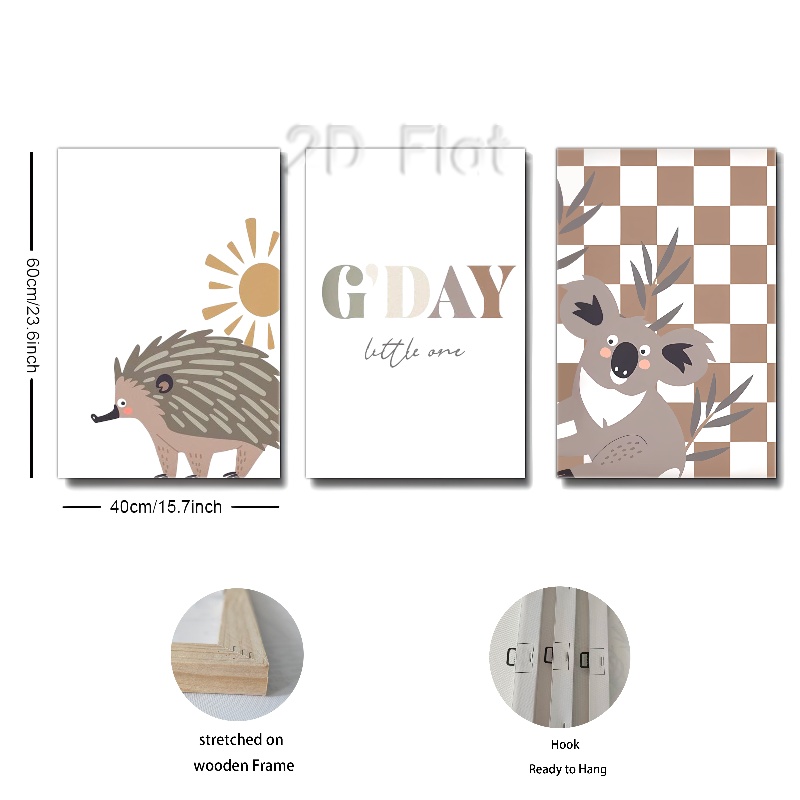 2D Flat
60cm/23.6inch
G'DAY
little one
40cm/15.7inch
stretched on
wooden Frame
Hook
Ready to Hang